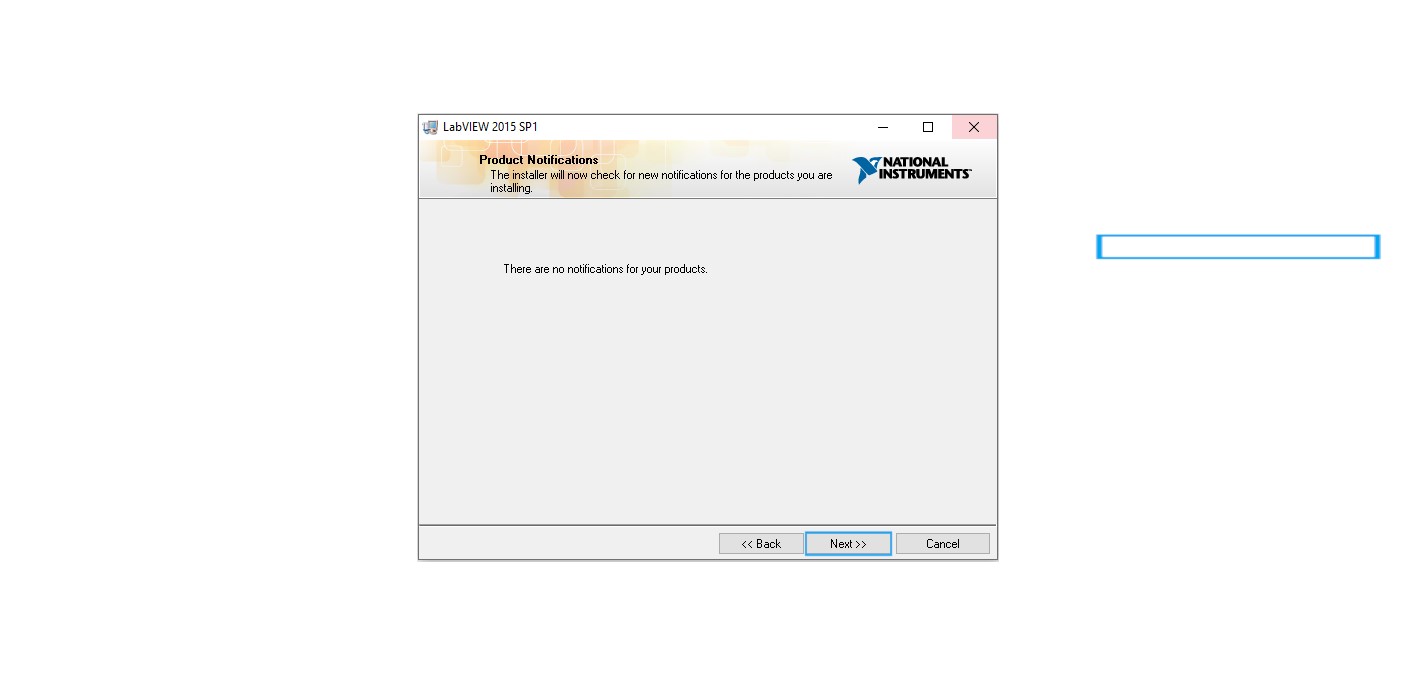 LabVIEW 2015 SP1
Product Notifications
The installer will now check for new notifications for the products you are
installing.
NATIONAL
INSTRUMENTS™
There are no notifications for your products.
<< Back
Next >>
Cancel